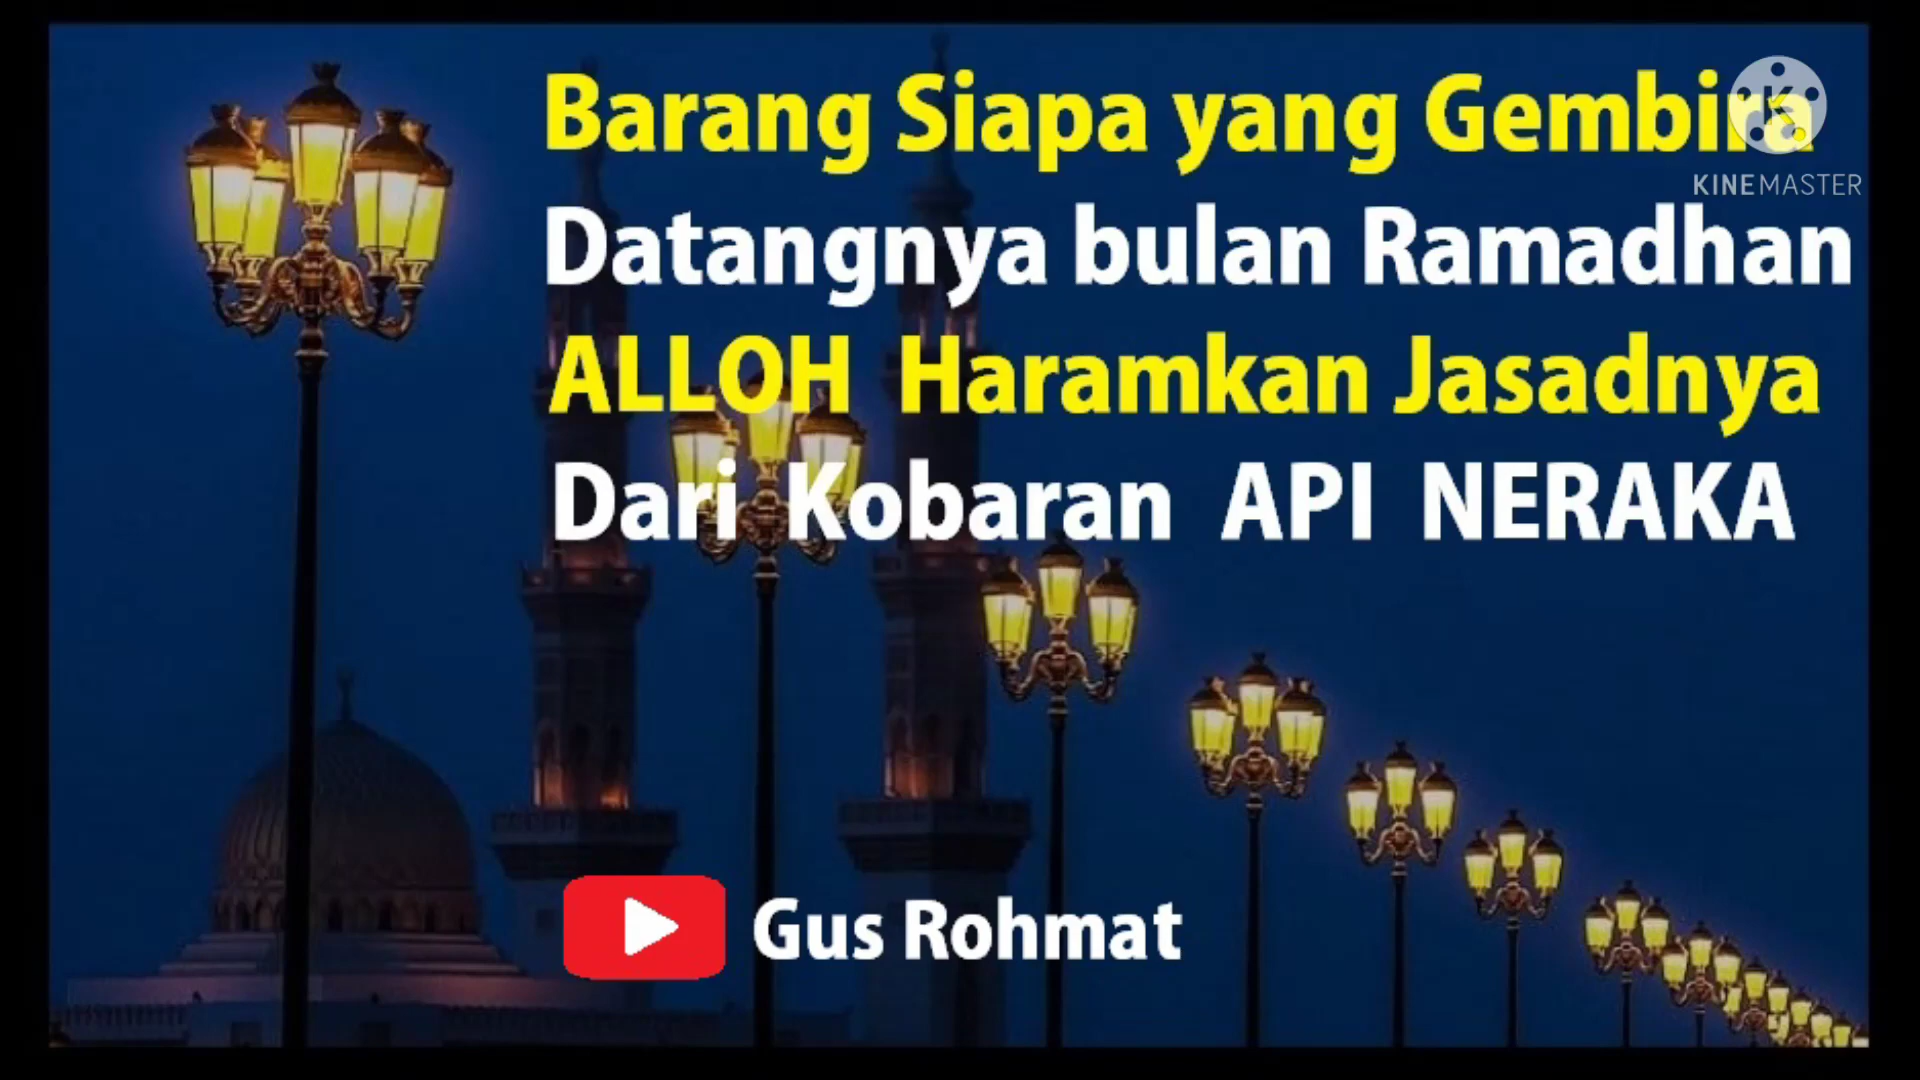 Barang Siapa yang Gembira
KINEMASTER
Datangnya bulan Ramadhan
ALLOH Haramkan Jasadnya
Dari Kobaran API NERAKA
Gus Rohmat